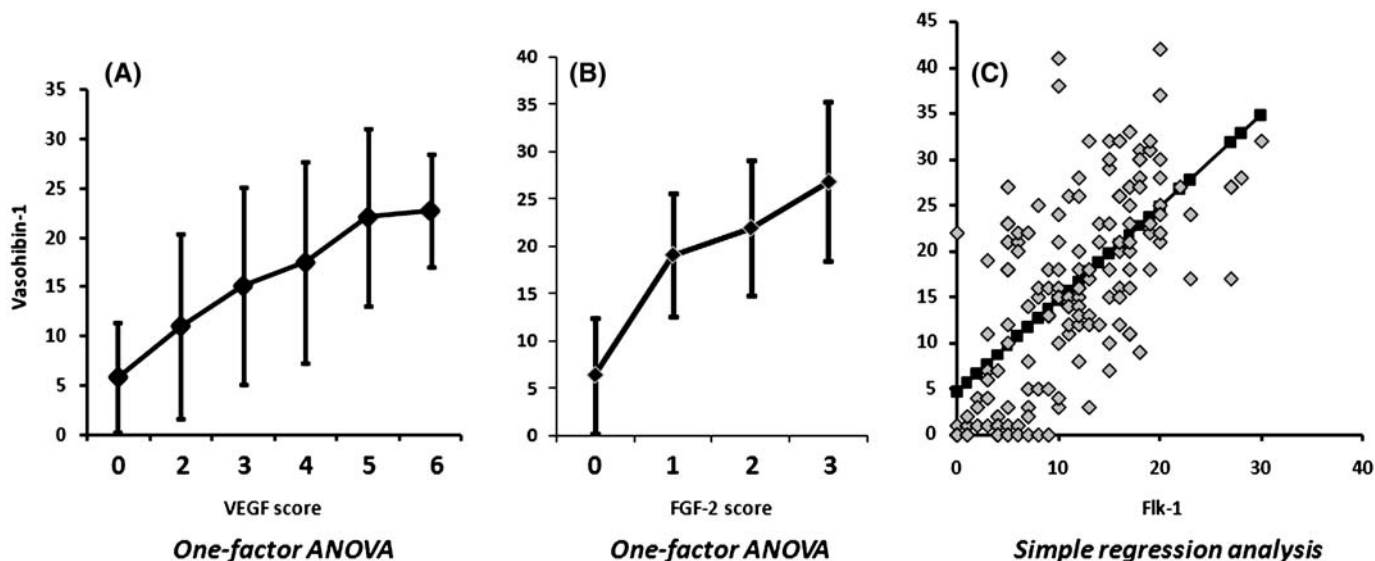 (A)
Vasohibin-1
35
30
25
20
15
10
5
0
0 2 3 4 5 6
VEGF score
One-factor ANOVA
(B)
40
35
30
25
20
15
10
5
0
0 1 2 3
FGF-2 score
One-factor ANOVA
(C)
45
40
35
30
25
20
15
10
5
0
0 10 20 30 40
Flk-1
Simple regression analysis